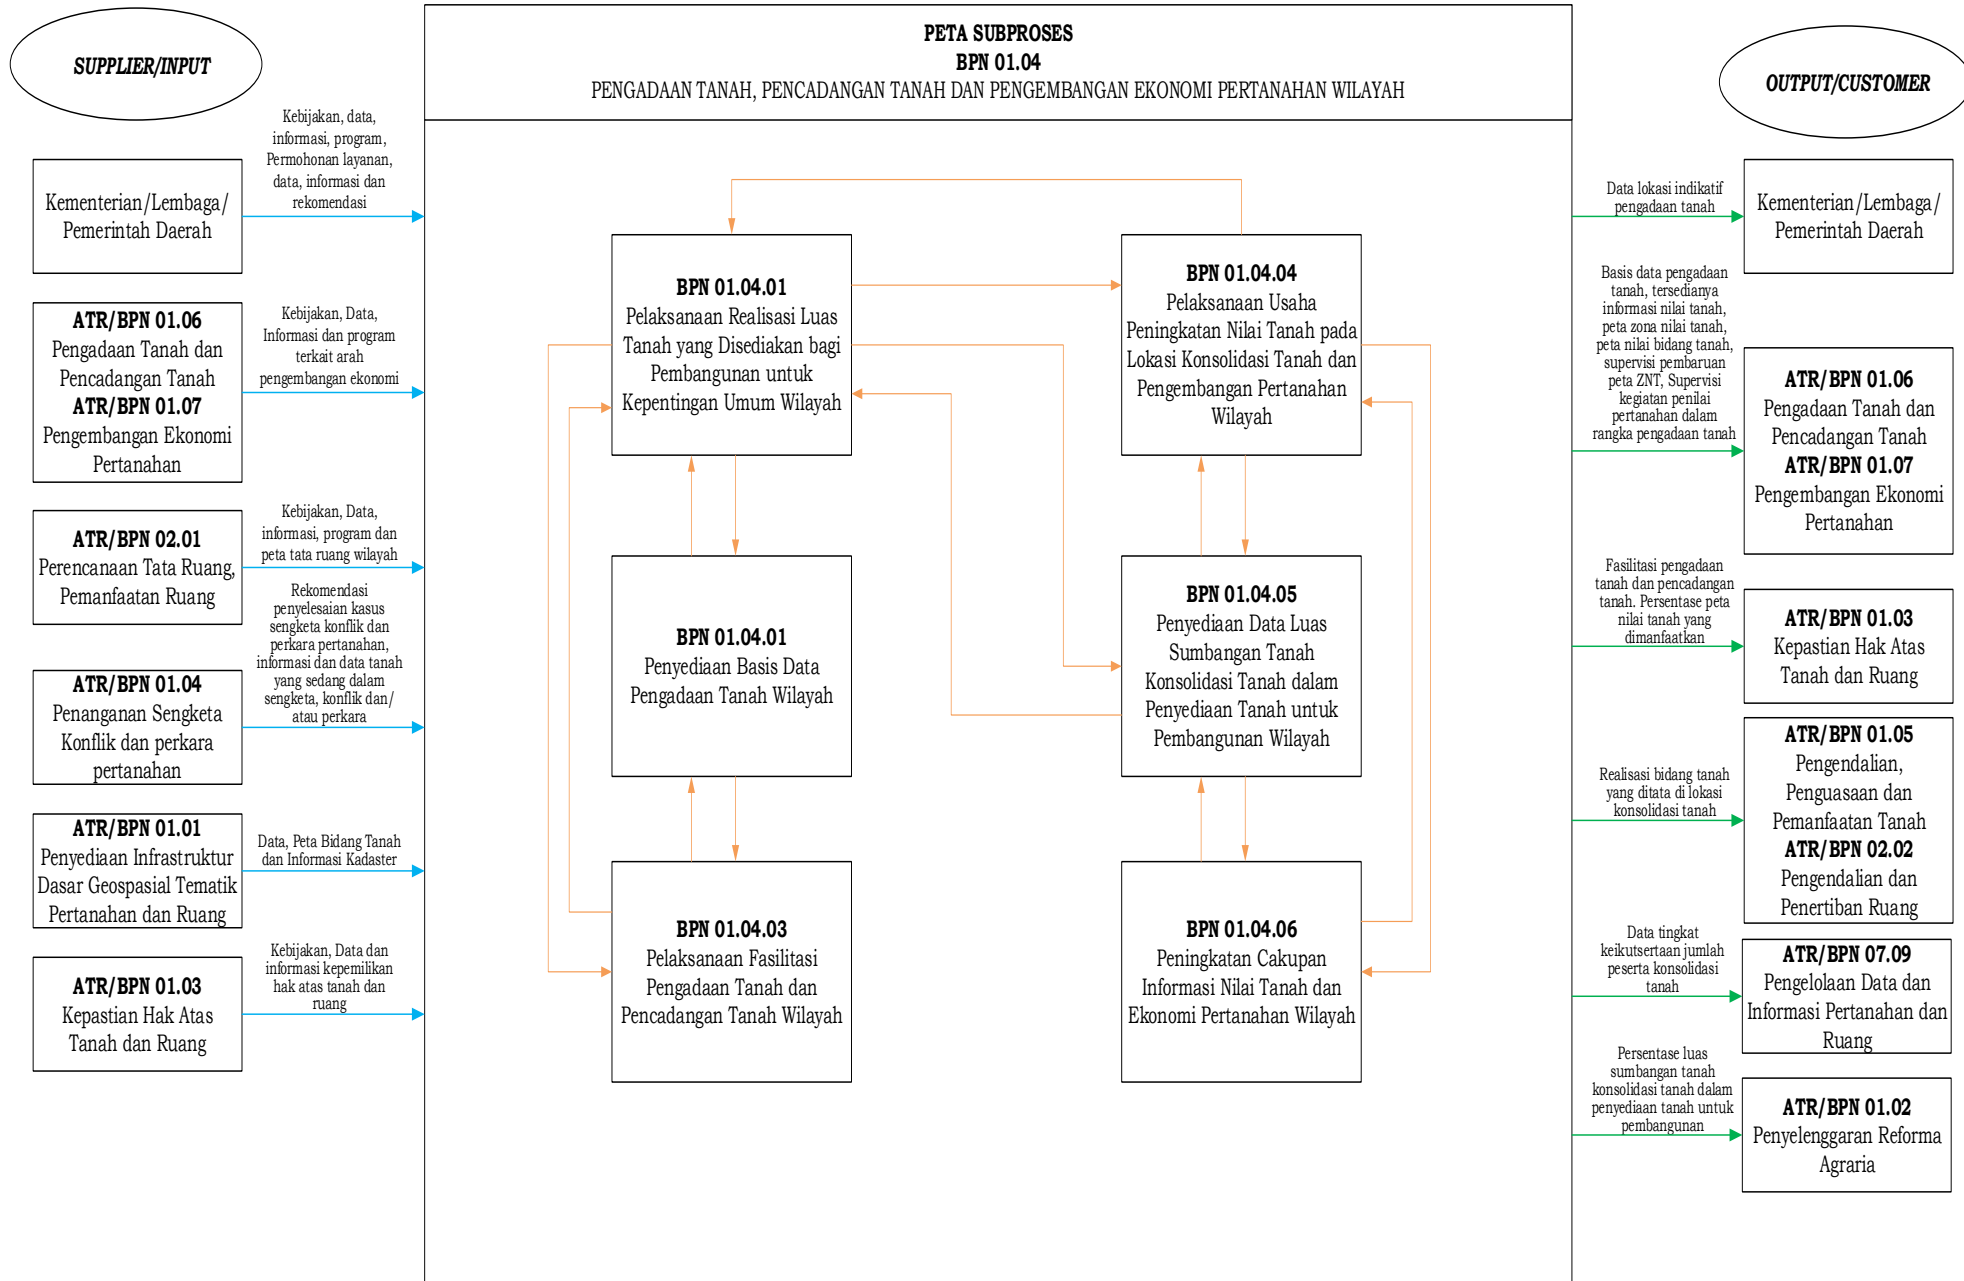 SUPPLIER/INPUT
PETA SUBPROSES
BPN 01.04
PENGADAAN TANAH, PENCADANGAN TANAH DAN PENGEMBANGAN EKONOMI PERTANAHAN WILAYAH
OUTPUT/CUSTOMER
Kementerian/Lembaga/
Pemerintah Daerah
Kebijakan, data,
informasi, program,
Permohonan layanan,
data, informasi dan
rekomendasi
ATR/BPN 01.06
Pengadaan Tanah dan
Pencadangan Tanah
ATR/BPN 01.07
Pengembangan Ekonomi
Pertanahan
Kebijakan, Data,
Informasi dan program
terkait arah
pengembangan ekonomi
ATR/BPN 02.01
Perencanaan Tata Ruang,
Pemanfaatan Ruang
Kebijakan, Data,
informasi, program dan
peta tata ruang wilayah
ATR/BPN 01.04
Penanganan Sengketa
Konflik dan perkara
pertanahan
Rekomendasi
penyelesaian kasus
sengketa konflik dan
perkara pertanahan,
informasi dan data tanah
yang sedang dalam
sengketa, konflik dan/
atau perkara
ATR/BPN 01.01
Penyediaan Infrastruktur
Dasar Geospasial Tematik
Pertanahan dan Ruang
Data, Peta Bidang Tanah
dan Informasi Kadaster
ATR/BPN 01.03
Kepastian Hak Atas
Tanah dan Ruang
Kebijakan, Data dan
informasi kepemilikan
hak atas tanah dan
ruang
BPN 01.04.01
Pelaksanaan Realisasi Luas
Tanah yang Disediakan bagi
Pembangunan untuk
Kepentingan Umum Wilayah
BPN 01.04.01
Penyediaan Basis Data
Pengadaan Tanah Wilayah
BPN 01.04.03
Pelaksanaan Fasilitasi
Pengadaan Tanah dan
Pencadangan Tanah Wilayah
BPN 01.04.04
Pelaksanaan Usaha
Peningkatan Nilai Tanah pada
Lokasi Konsolidasi Tanah dan
Pengembangan Pertanahan
Wilayah
BPN 01.04.05
Penyediaan Data Luas
Sumbangan Tanah
Konsolidasi Tanah dalam
Penyediaan Tanah untuk
Pembangunan Wilayah
BPN 01.04.06
Peningkatan Cakupan
Informasi Nilai Tanah dan
Ekonomi Pertanahan Wilayah
Data lokasi indikatif
pengadaan tanah
Kementerian/Lembaga/
Pemerintah Daerah
Basis data pengadaan
tanah, tersedianya
informasi nilai tanah,
peta zona nilai tanah,
peta nilai bidang tanah,
supervisi pembaruan
peta ZNT, Supervisi
kegiatan penilai
pertanahan dalam
rangka pengadaan tanah
ATR/BPN 01.06
Pengadaan Tanah dan
Pencadangan Tanah
ATR/BPN 01.07
Pengembangan Ekonomi
Pertanahan
Fasilitasi pengadaan
tanah dan pencadangan
tanah. Persentase peta
nilai tanah yang
dimanfaatkan
ATR/BPN 01.03
Kepastian Hak Atas
Tanah dan Ruang
Realisasi bidang tanah
yang ditata di lokasi
konsolidasi tanah
ATR/BPN 01.05
Pengendalian,
Penguasaan dan
Pemanfaatan Tanah
ATR/BPN 02.02
Pengendalian dan
Penertiban Ruang
Data tingkat
keikutsertaan jumlah
peserta konsolidasi
tanah
ATR/BPN 07.09
Pengelolaan Data dan
Informasi Pertanahan dan
Ruang
Persentase luas
sumbangan tanah
konsolidasi tanah dalam
penyediaan tanah untuk
pembangunan
ATR/BPN 01.02
Penyelenggaran Reforma
Agraria